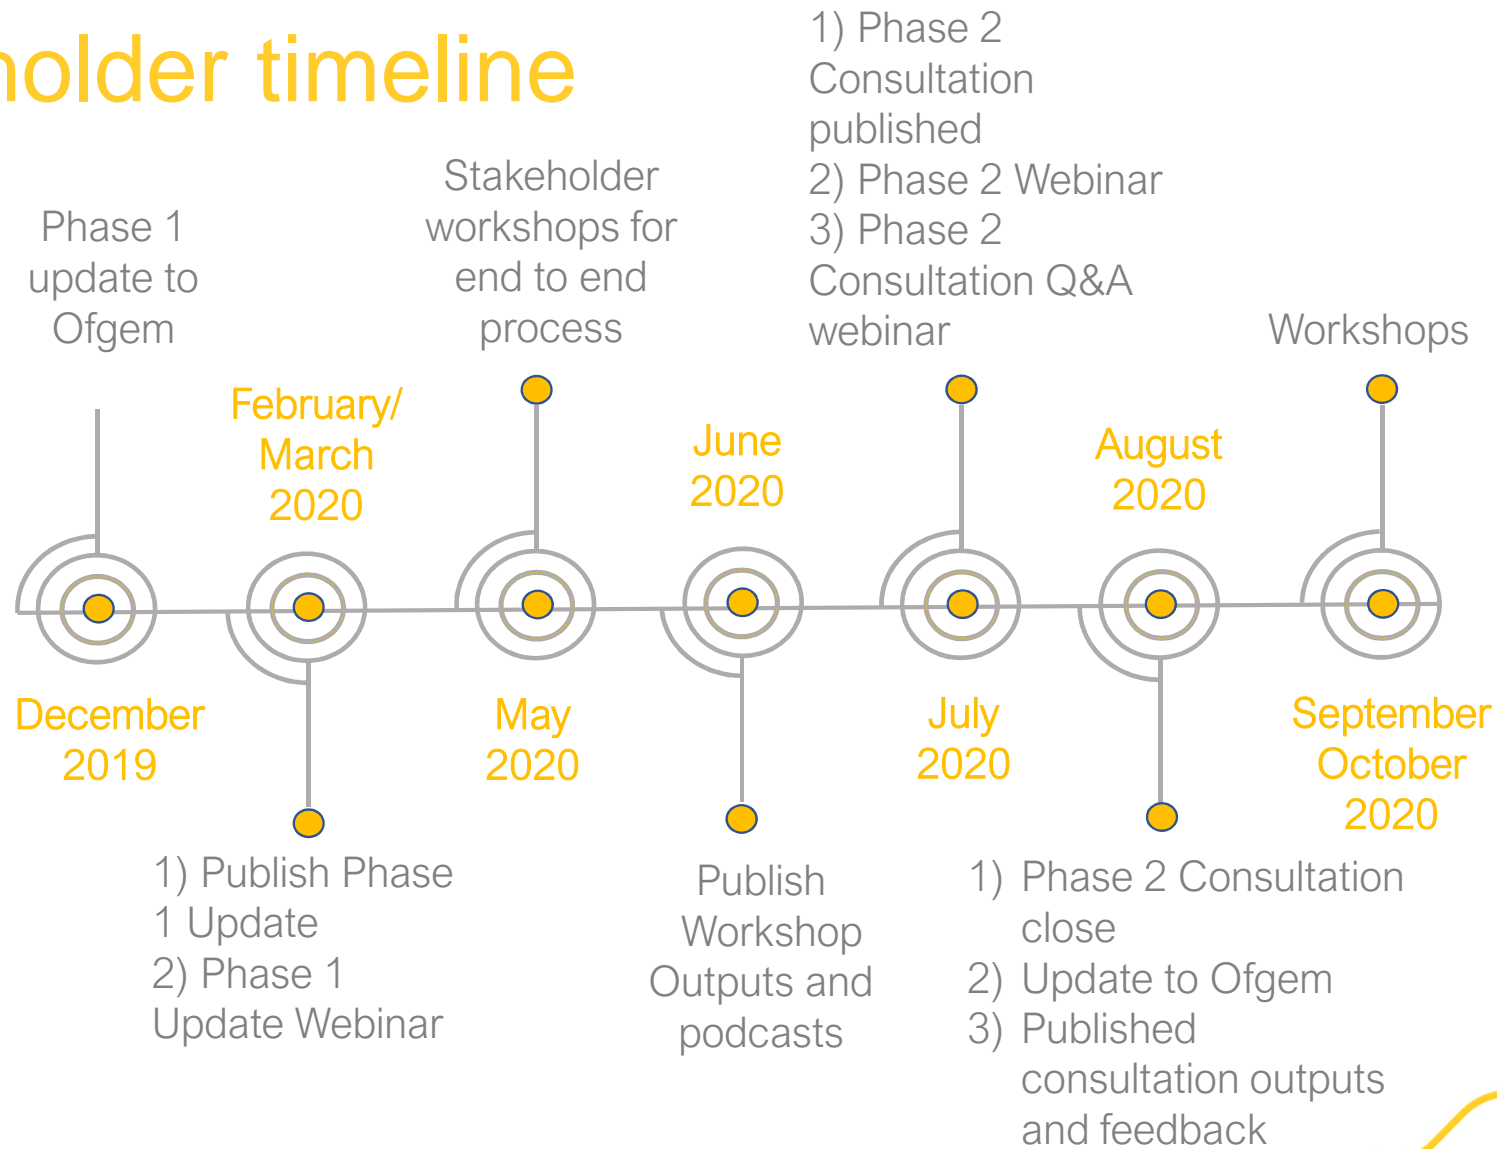 holder timeline
Phase 1
update to
Ofgem
December
2019
February/
March
2020
1) Publish Phase
1 Update
2) Phase 1
Update Webinar
Stakeholder
workshops for
end to end
process
May
2020
June
2020
Publish
Workshop
Outputs and
podcasts
1) Phase 2
Consultation
published
2) Phase 2 Webinar
3) Phase 2
Consultation Q&A
webinar
July
2020
August
2020
1) Phase 2 Consultation
close
2) Update to Ofgem
3) Published
consultation outputs
and feedback
Workshops
September
October
2020